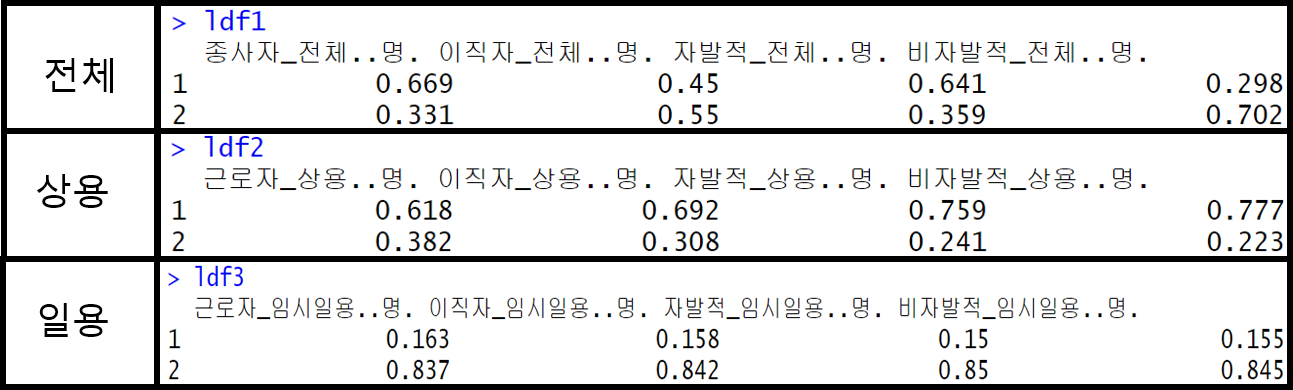 전체
> ldf1
종사자_전체..명. 이직자_전체..명. 자발적_전체..명. 비자발적_전체..명.
1 0.669 0.45 0.641 0.298
2 0.331 0.55 0.359 0.702
상용
> ldf2
근로자_상용..명. 이직자_상용..명. 자발적_상용..명. 비자발적_상용..명.
1 0.618 0.692 0.759 0.777
2 0.382 0.308 0.241 0.223
일용
> ldf3
근로자_임시일용..명. 이직자_임시일용..명. 자발적_임시일용..명. 비자발적_임시일용..명.
1 0.163 0.158 0.15 0.155
2 0.837 0.842 0.85 0.845